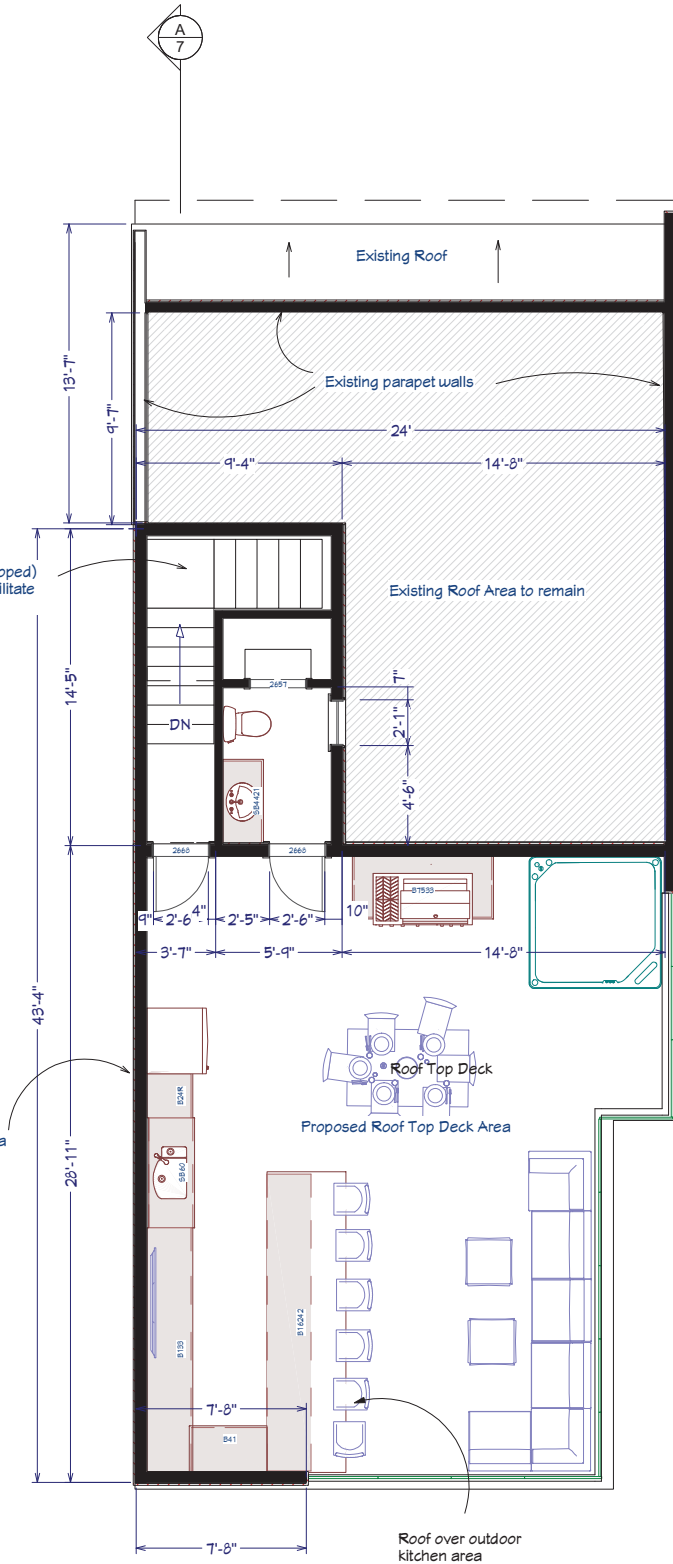 A
7
Existing Roof
Existing parapet walls
13'-7"
9'-7"
24'
9'-4"
14'-8"
oped)
ilitate
Existing Roof Area to remain
14'-5"
2657
7"
2'-1"
DN
4'-6"
SB4421
2668
2668
BT533
9"
2'-6"
4"
2'-5"
2'-6"
10"
3'-7"
5'-9"
14'-8"
43'-4"
Roof Top Deck
B24R
Proposed Roof Top Deck Area
a
28'-11"
SB60
B16242
B133
7'-8"
B41
7'-8"
Roof over outdoor
kitchen area